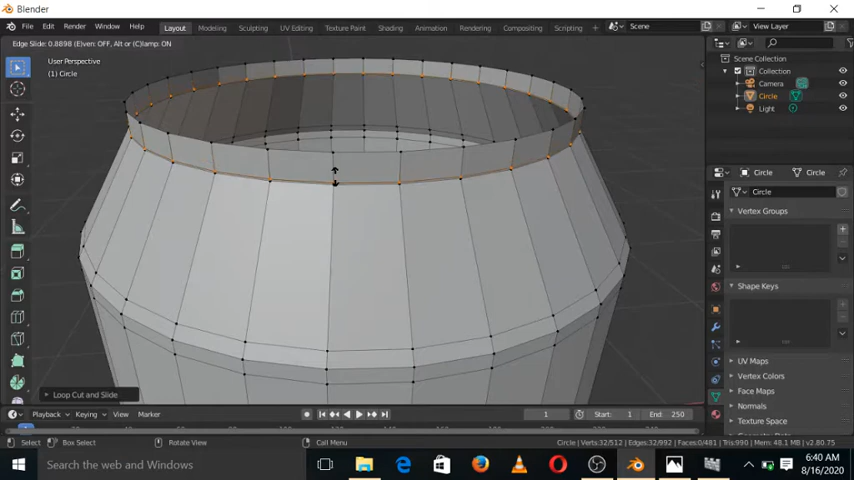 Blender
File Edit Render Window Help Layout Modeling Sculpting UV Editing Texture Paint Shading Animation Rendering Compositing Scripting Scene View Layer
Edge Slide: 0.8898 (E)ven: OFF, Alt or (C)lamp: ON
User Perspective
(1) Circle
Scene Collection
Collection
Camera
Circle
Light
Circle Circle
Circle
Vertex Groups
Shape Keys
UV Maps
Vertex Colors
Face Maps
Normals
Texture Space
Loop Cut and Slide
Playback Keying View Marker 1 Start: 1 End: 250
Select Box Select Rotate View Call Menu Circle | Verts:32/512 | Edges:32/992 | Faces:0/481 | Tris:990 | Mem: 48.1 MB | v2.80.75
Search the web and Windows
6:40 AM
8/16/2020